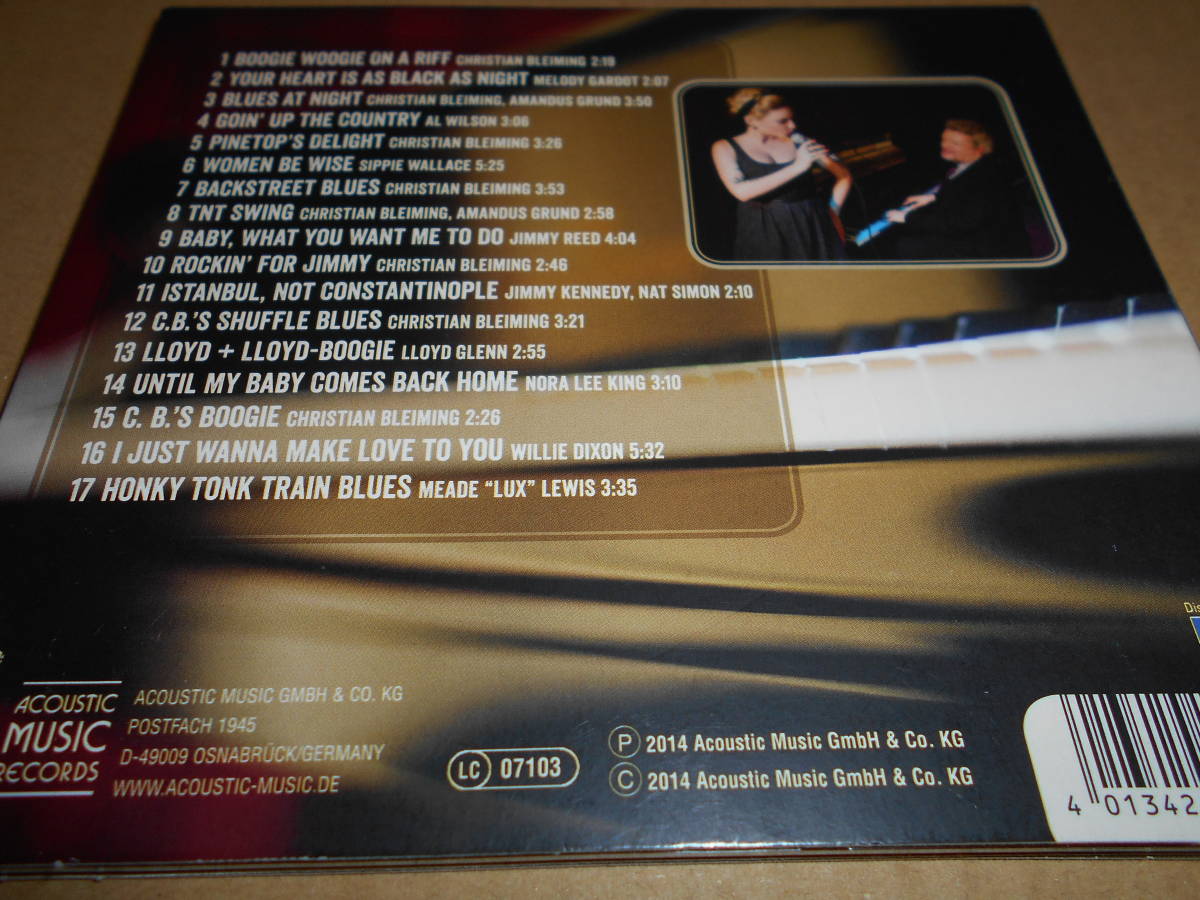 1 BOOGIE WOOGIE ON A RIFF CHRISTIAN BLEIMING 2:19
2 YOUR HEART IS AS BLACK AS NIGHT MELODY GARDOT 2:07
3 BLUES AT NIGHT CHRISTIAN BLEIMING, AMANDUS GRUND 3:50
4 GOIN' UP THE COUNTRY AL WILSON 3:06
5 PINETOP'S DELIGHT CHRISTIAN BLEIMING 3:26
6 WOMEN BE WISE SIPPIE WALLACE 5:25
7 BACKSTREET BLUES CHRISTIAN BLEIMING 3:53
8 TNT SWING CHRISTIAN BLEIMING, AMANDUS GRUND 2:58
9 BABY, WHAT YOU WANT ME TO DO JIMMY REED 4:04
10 ROCKIN' FOR JIMMY CHRISTIAN BLEIMING 2:46
11 ISTANBUL, NOT CONSTANTINOPLE JIMMY KENNEDY, NAT SIMON 2:10
12 C.B.'S SHUFFLE BLUES CHRISTIAN BLEIMING 3:21
13 LLOYD + LLOYD-BOOGIE LLOYD GLENN 2:55
14 UNTIL MY BABY COMES BACK HOME NORA LEE KING 3:10
15 C. B.'S BOOGIE CHRISTIAN BLEIMING 2:26
16 I JUST WANNA MAKE LOVE TO YOU WILLIE DIXON 5:32
17 HONKY TONK TRAIN BLUES MEADE "LUX" LEWIS 3:35
Dis
ACOUSTIC
MUSIC
RECORDS
ACOUSTIC MUSIC GMBH & CO. KG
POSTFACH 1945
D-49009 OSNABRÜCK/GERMANY
WWW.ACOUSTIC-MUSIC.DE
LC 07103
P 2014 Acoustic Music GmbH & Co. KG
C 2014 Acoustic Music GmbH & Co. KG
4 01342